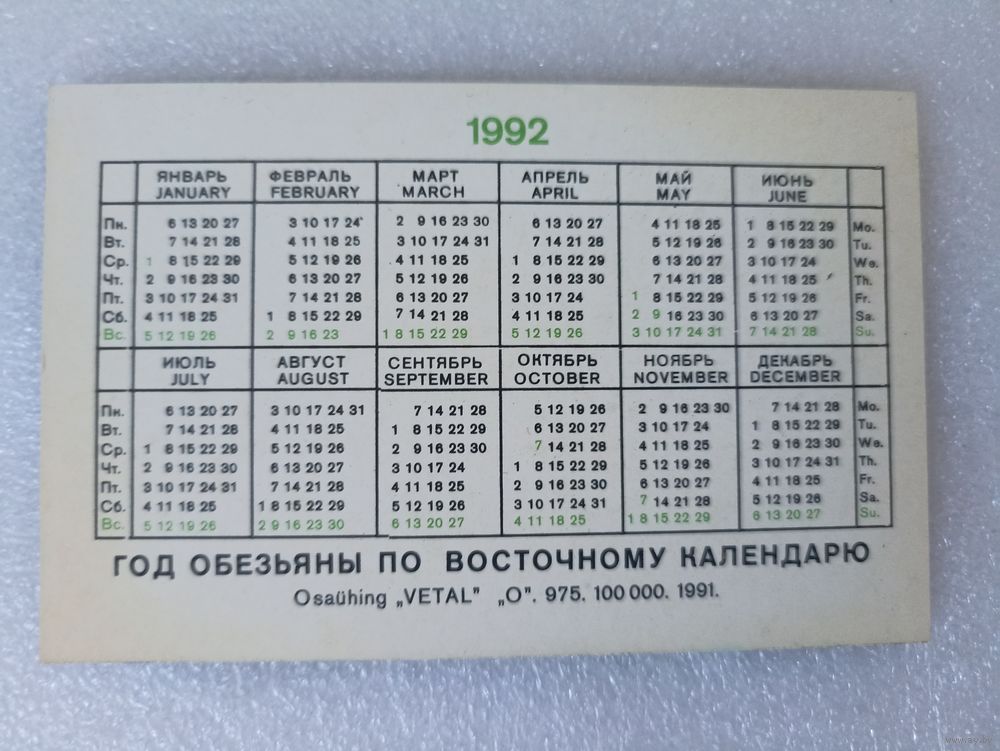 1992
ЯНВАРЬ ФЕВРАЛЬ МАРТ АПРЕЛЬ МАЙ ИЮНЬ
JANUARY FEBRUARY MARCH APRIL MAY JUNE
Пн. 6 13 20 27 3 10 17 24 2 9 16 23 30 6 13 20 27 4 11 18 25 1 8 15 22 29 Mo.
Вт. 7 14 21 28 4 11 18 25 3 10 17 24 31 7 14 21 28 5 12 19 26 2 9 16 23 30 Tu.
Ср. 1 8 15 22 29 5 12 19 26 4 11 18 25 1 8 15 22 29 6 13 20 27 3 10 17 24 We.
Чт. 2 9 16 23 30 6 13 20 27 5 12 19 26 2 9 16 23 30 7 14 21 28 4 11 18 25 Th.
Пт. 3 10 17 24 31 7 14 21 28 6 13 20 27 3 10 17 24 1 8 15 22 29 5 12 19 26 Fr.
Сб. 4 11 18 25 1 8 15 22 29 7 14 21 28 4 11 18 25 2 9 16 23 30 6 13 20 27 Sa.
Вс. 5 12 19 26 2 9 16 23 1 8 15 22 29 5 12 19 26 3 10 17 24 31 7 14 21 28 Su.
ИЮЛЬ АВГУСТ СЕНТЯБРЬ ОКТЯБРЬ НОЯБРЬ ДЕКАБРЬ
JULY AUGUST SEPTEMBER OCTOBER NOVEMBER DECEMBER
Пн. 6 13 20 27 3 10 17 24 31 7 14 21 28 5 12 19 26 2 9 16 23 30 7 14 21 28 Mo.
Вт. 7 14 21 28 4 11 18 25 1 8 15 22 29 6 13 20 27 3 10 17 24 1 8 15 22 29 Tu.
Ср. 1 8 15 22 29 5 12 19 26 2 9 16 23 30 7 14 21 28 4 11 18 25 2 9 16 23 30 We.
Чт. 2 9 16 23 30 6 13 20 27 3 10 17 24 1 8 15 22 29 5 12 19 26 3 10 17 24 31 Th.
Пт. 3 10 17 24 31 7 14 21 28 4 11 18 25 2 9 16 23 30 6 13 20 27 4 11 18 25 Fr.
Сб. 4 11 18 25 1 8 15 22 29 5 12 19 26 3 10 17 24 31 7 14 21 28 5 12 19 26 Sa.
Вс. 5 12 19 26 2 9 16 23 30 6 13 20 27 4 11 18 25 1 8 15 22 29 6 13 20 27 Su.
ГОД ОБЕЗЬЯНЫ ПО ВОСТОЧНОМУ КАЛЕНДАРЮ
Osaühing „VETAL" „O". 975. 100 000. 1991.